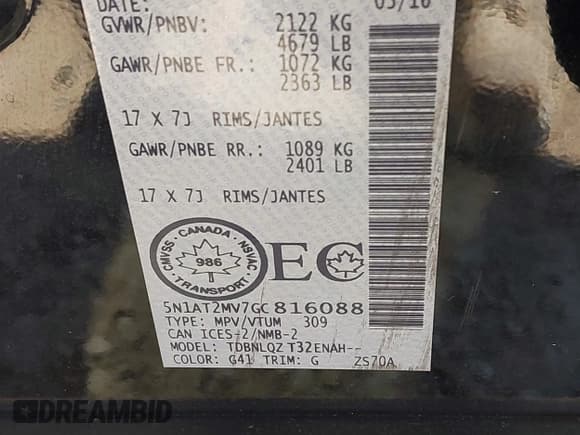 DATE: 03/16
GVWR/PNBV: 2122 KG
4679 LB
GAWR/PNBE FR.: 1072 KG
2363 LB
17 X 7J RIMS/JANTES
GAWR/PNBE RR.: 1089 KG
2401 LB
17 X 7J RIMS/JANTES
CMVSS · CANADA · NSVAC · TRANSPORT
986
EC
5N1AT2MV7GC816088
TYPE: MPV/VTUM 309
CAN ICES-2/NMB-2
MODEL: TDBNLQZ T32ENAH--
COLOR: G41 TRIM: G ZS70A
DREAMBID